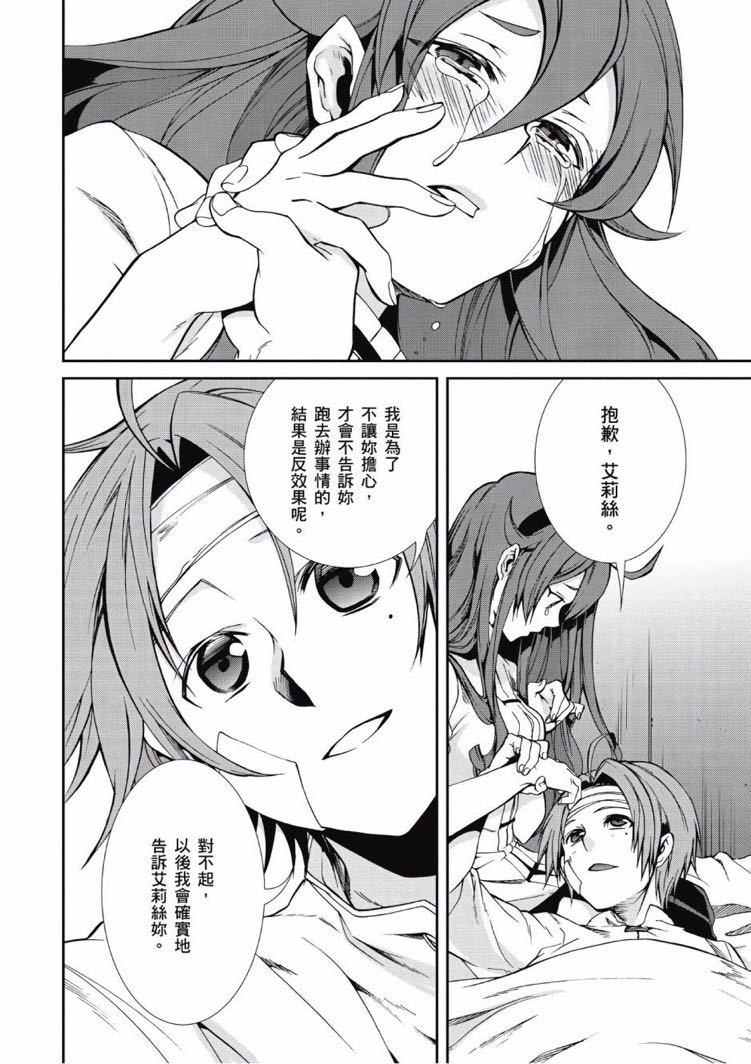 抱歉，艾莉絲。
我是為了
不讓妳擔心，
才會不告訴妳
跑去辦事情的，
結果是反效果呢。
對不起，
以後我會確實地
告訴艾莉絲妳。